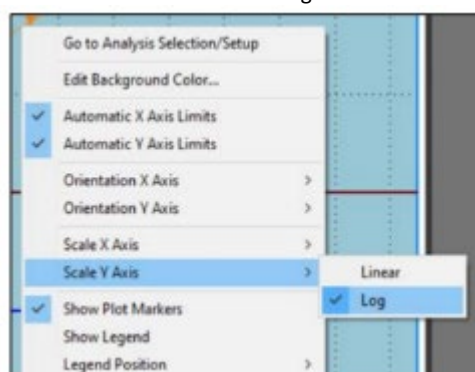 Go to Analysis Selection/Setup
Edit Background Color...
Automatic X Axis Limits
Automatic Y Axis Limits
Orientation X Axis
Orientation Y Axis
Scale X Axis
Scale Y Axis
Linear
Log
Show Plot Markers
Show Legend
Legend Position